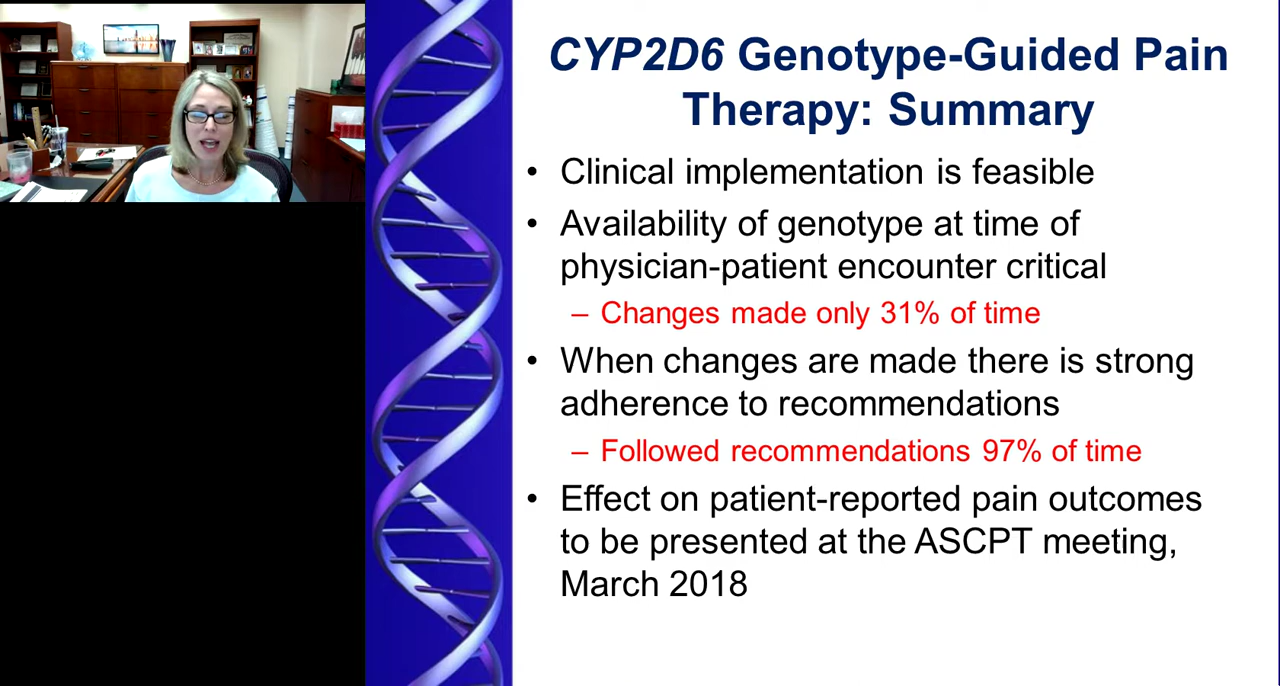 CYP2D6 Genotype-Guided Pain
Therapy: Summary
• Clinical implementation is feasible
• Availability of genotype at time of
physician-patient encounter critical
– Changes made only 31% of time
• When changes are made there is strong
adherence to recommendations
– Followed recommendations 97% of time
• Effect on patient-reported pain outcomes
to be presented at the ASCPT meeting,
March 2018